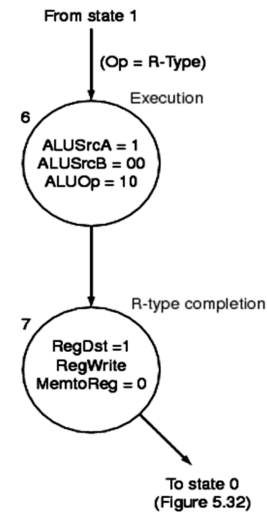 From state 1
(Op = R-Type)
Execution
6
ALUSrcA = 1
ALUSrcB = 00
ALUOp = 10
R-type completion
7
RegDst =1
RegWrite
MemtoReg = 0
To state 0
(Figure 5.32)